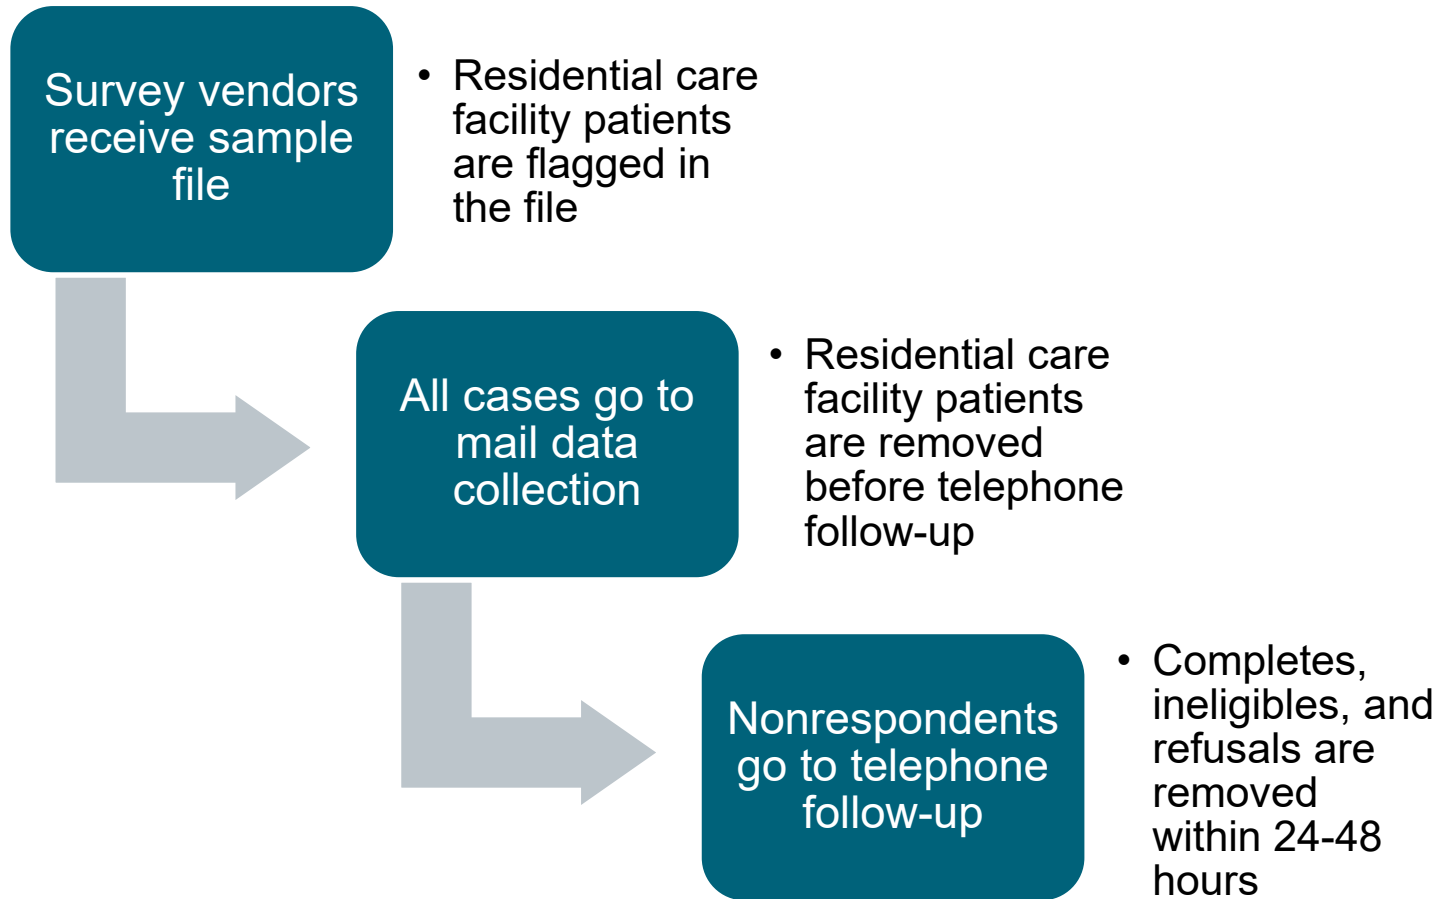 Survey vendors
receive sample
file
• Residential care
facility patients
are flagged in
the file
All cases go to
mail data
collection
• Residential care
facility patients
are removed
before telephone
follow-up
Nonrespondents
go to telephone
follow-up
• Completes,
ineligibles, and
refusals are
removed
within 24-48
hours